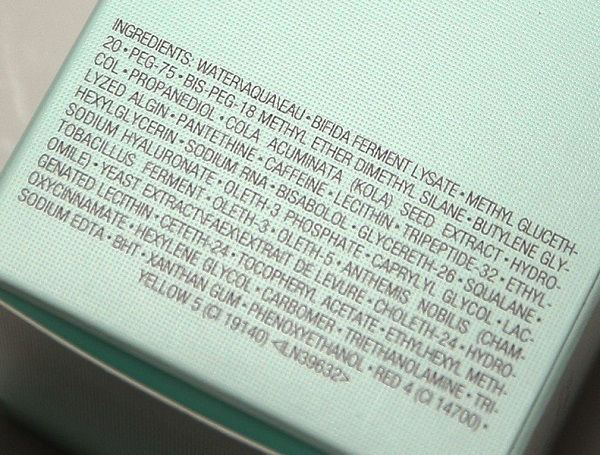 INGREDIENTS: WATER\AQUA\EAU • BIFIDA FERMENT LYSATE • METHYL GLUCETH-
20 • PEG-75 • BIS-PEG-18 METHYL ETHER DIMETHYL SILANE • BUTYLENE GLY-
COL • PROPANEDIOL • COLA ACUMINATA (KOLA) SEED EXTRACT • HYDRO-
LYZED ALGIN • PANTETHINE • CAFFEINE • LECITHIN • TRIPEPTIDE-32 • ETHYL-
HEXYLGLYCERIN • SODIUM RNA • BISABOLOL • GLYCERETH-26 • SQUALANE •
SODIUM HYALURONATE • OLETH-3 PHOSPHATE • CAPRYLYL GLYCOL • LAC-
TOBACILLUS FERMENT • OLETH-3 • OLETH-5 • ANTHEMIS NOBILIS (CHAM-
OMILE) • YEAST EXTRACT\FAEX\EXTRAIT DE LEVURE • CHOLETH-24 • HYDRO-
GENATED LECITHIN • CETETH-24 • TOCOPHERYL ACETATE • ETHYLHEXYL METH-
OXYCINNAMATE • HEXYLENE GLYCOL • CARBOMER • TRIETHANOLAMINE • TRI-
SODIUM EDTA • BHT • XANTHAN GUM • PHENOXYETHANOL • RED 4 (CI 14700) •
YELLOW 5 (CI 19140) <LN39632>